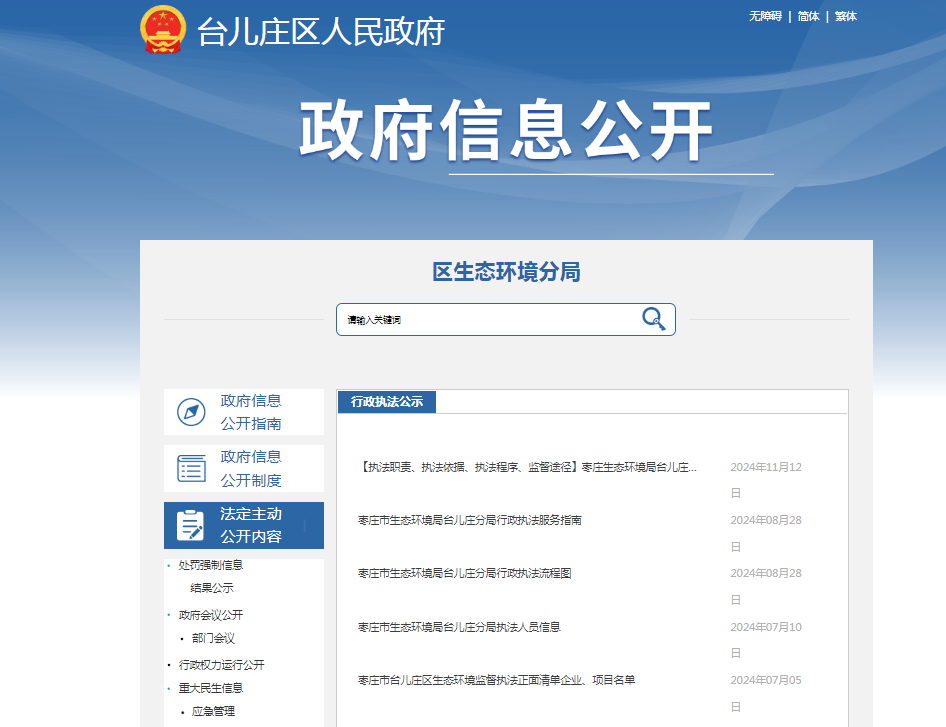 台儿庄区人民政府
无障碍 | 简体 | 繁体
政府信息公开
区生态环境分局
请输入关键词
政府信息
公开指南
政府信息
公开制度
法定主动
公开内容
处罚强制信息
结果公示
政府会议公开
部门会议
行政权力运行公开
重大民生信息
应急管理
行政执法公示
【执法职责、执法依据、执法程序、监督途径】枣庄生态环境局台儿庄... 2024年11月12
日
枣庄市生态环境局台儿庄分局行政执法服务指南 2024年08月28
日
枣庄市生态环境局台儿庄分局行政执法流程图 2024年08月28
日
枣庄市生态环境局台儿庄分局执法人员信息 2024年07月10
日
枣庄市台儿庄区生态环境监督执法正面清单企业、项目名单 2024年07月05
日